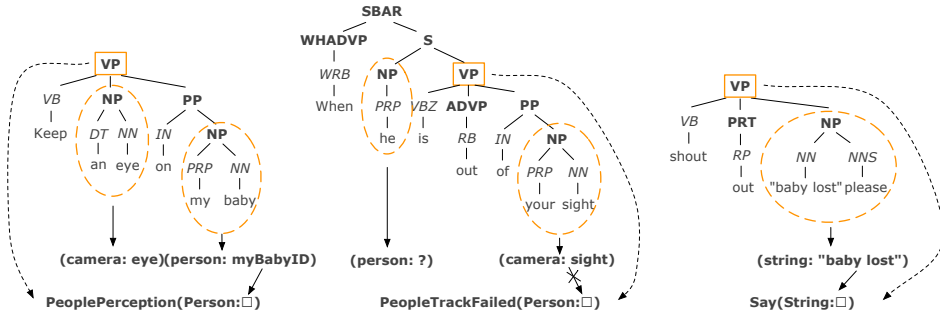 SBAR
WHADVP S
VP WRB NP VP VP
VB NP PP When PRP VBZ ADVP PP VB PRT NP
Keep DT NN IN NP he is RB IN NP shout RP NN NNS
an eye on PRP NN out of PRP NN out "baby lost" please
my baby your sight
(camera: eye)(person: myBabyID) (person: ?) (camera: sight) (string: "baby lost")
PeoplePerception(Person:□) PeopleTrackFailed(Person:□) Say(String:□)